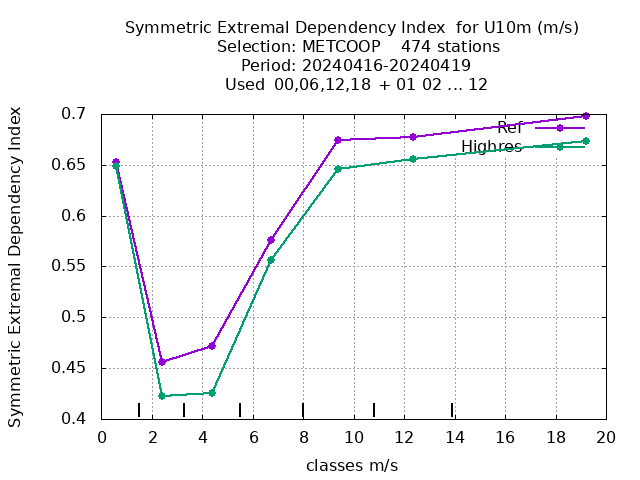 Symmetric Extremal Dependency Index for U10m (m/s)
Selection: METCOOP 474 stations
Period: 20240416-20240419
Used 00,06,12,18 + 01 02 ... 12
Symmetric Extremal Dependency Index
0.7
0.65
0.6
0.55
0.5
0.45
0.4
Ref
Highres
0 2 4 6 8 10 12 14 16 18 20
classes m/s